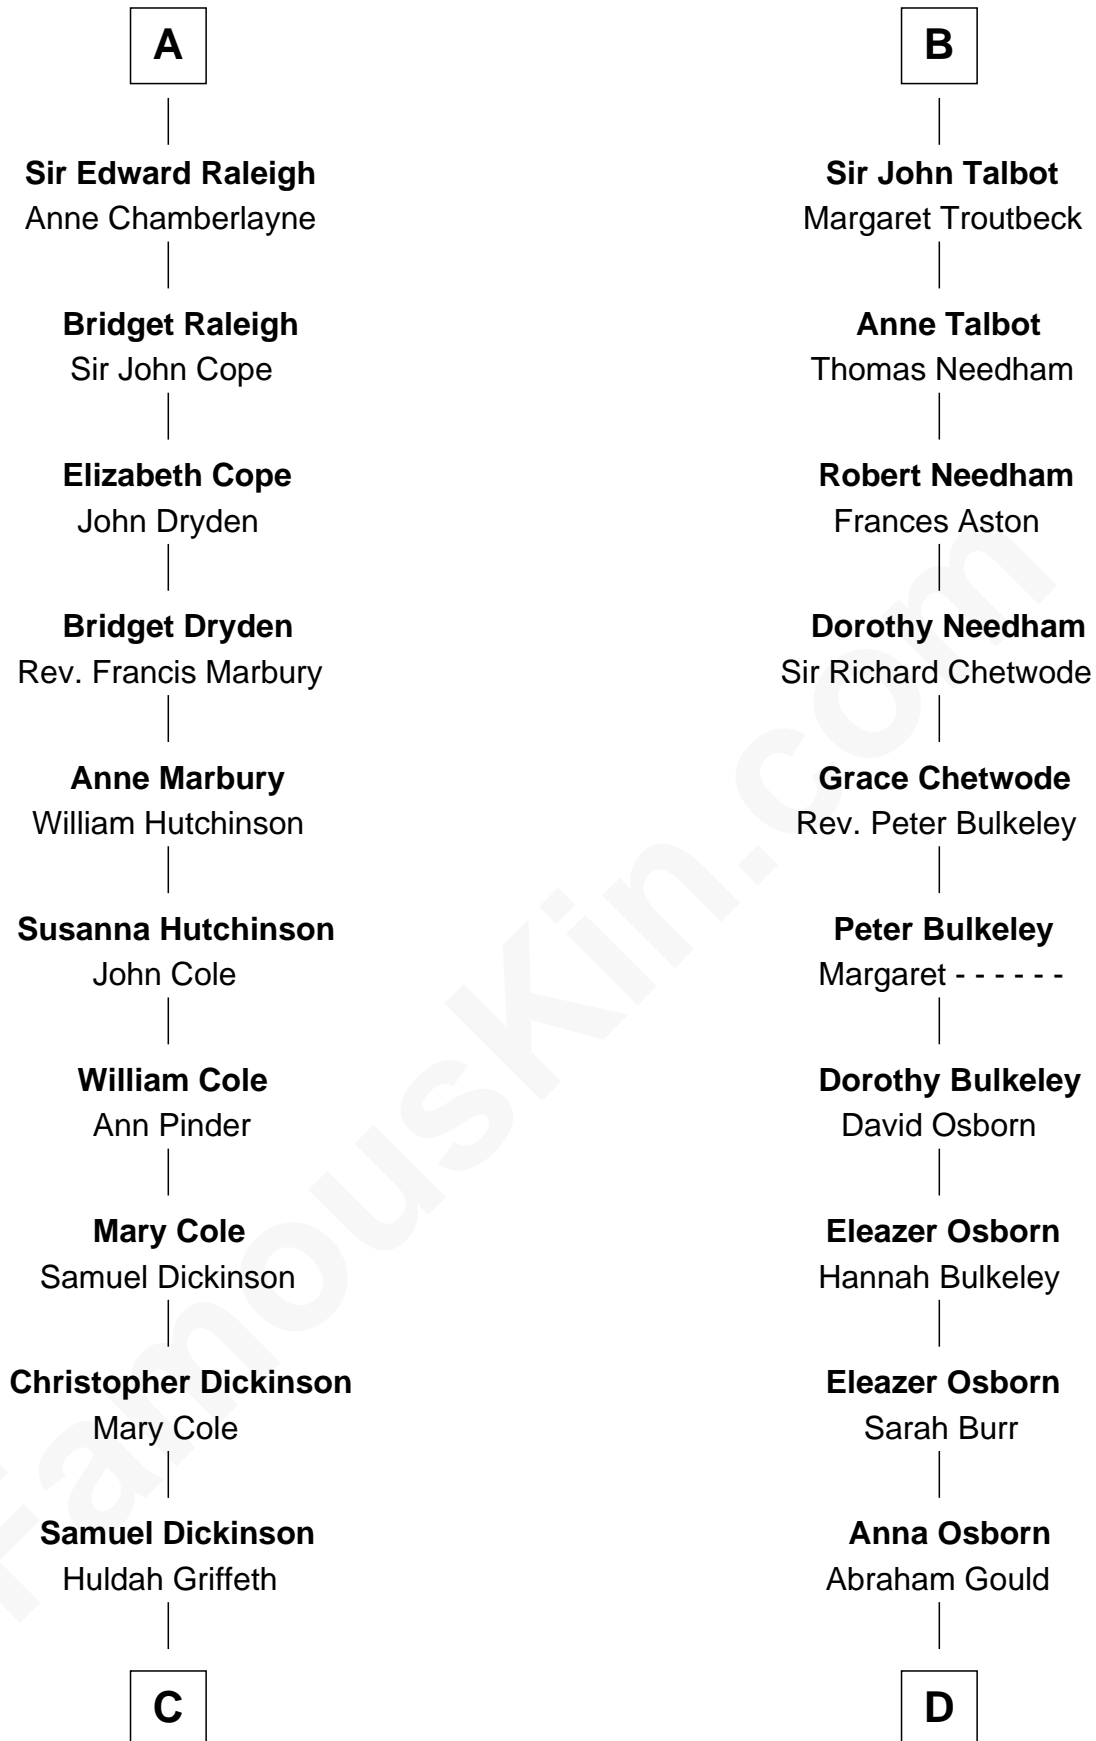 A
Sir Edward Raleigh
Anne Chamberlayne
Bridget Raleigh
Sir John Cope
Elizabeth Cope
John Dryden
Bridget Dryden
Rev. Francis Marbury
Anne Marbury
William Hutchinson
Susanna Hutchinson
John Cole
William Cole
Ann Pinder
Mary Cole
Samuel Dickinson
Christopher Dickinson
Mary Cole
Samuel Dickinson
Huldah Griffeth
C
B
Sir John Talbot
Margaret Troutbeck
Anne Talbot
Thomas Needham
Robert Needham
Frances Aston
Dorothy Needham
Sir Richard Chetwode
Grace Chetwode
Rev. Peter Bulkeley
Peter Bulkeley
Margaret - - - - - -
Dorothy Bulkeley
David Osborn
Eleazer Osborn
Hannah Bulkeley
Eleazer Osborn
Sarah Burr
Anna Osborn
Abraham Gould
D
FamousKin.com